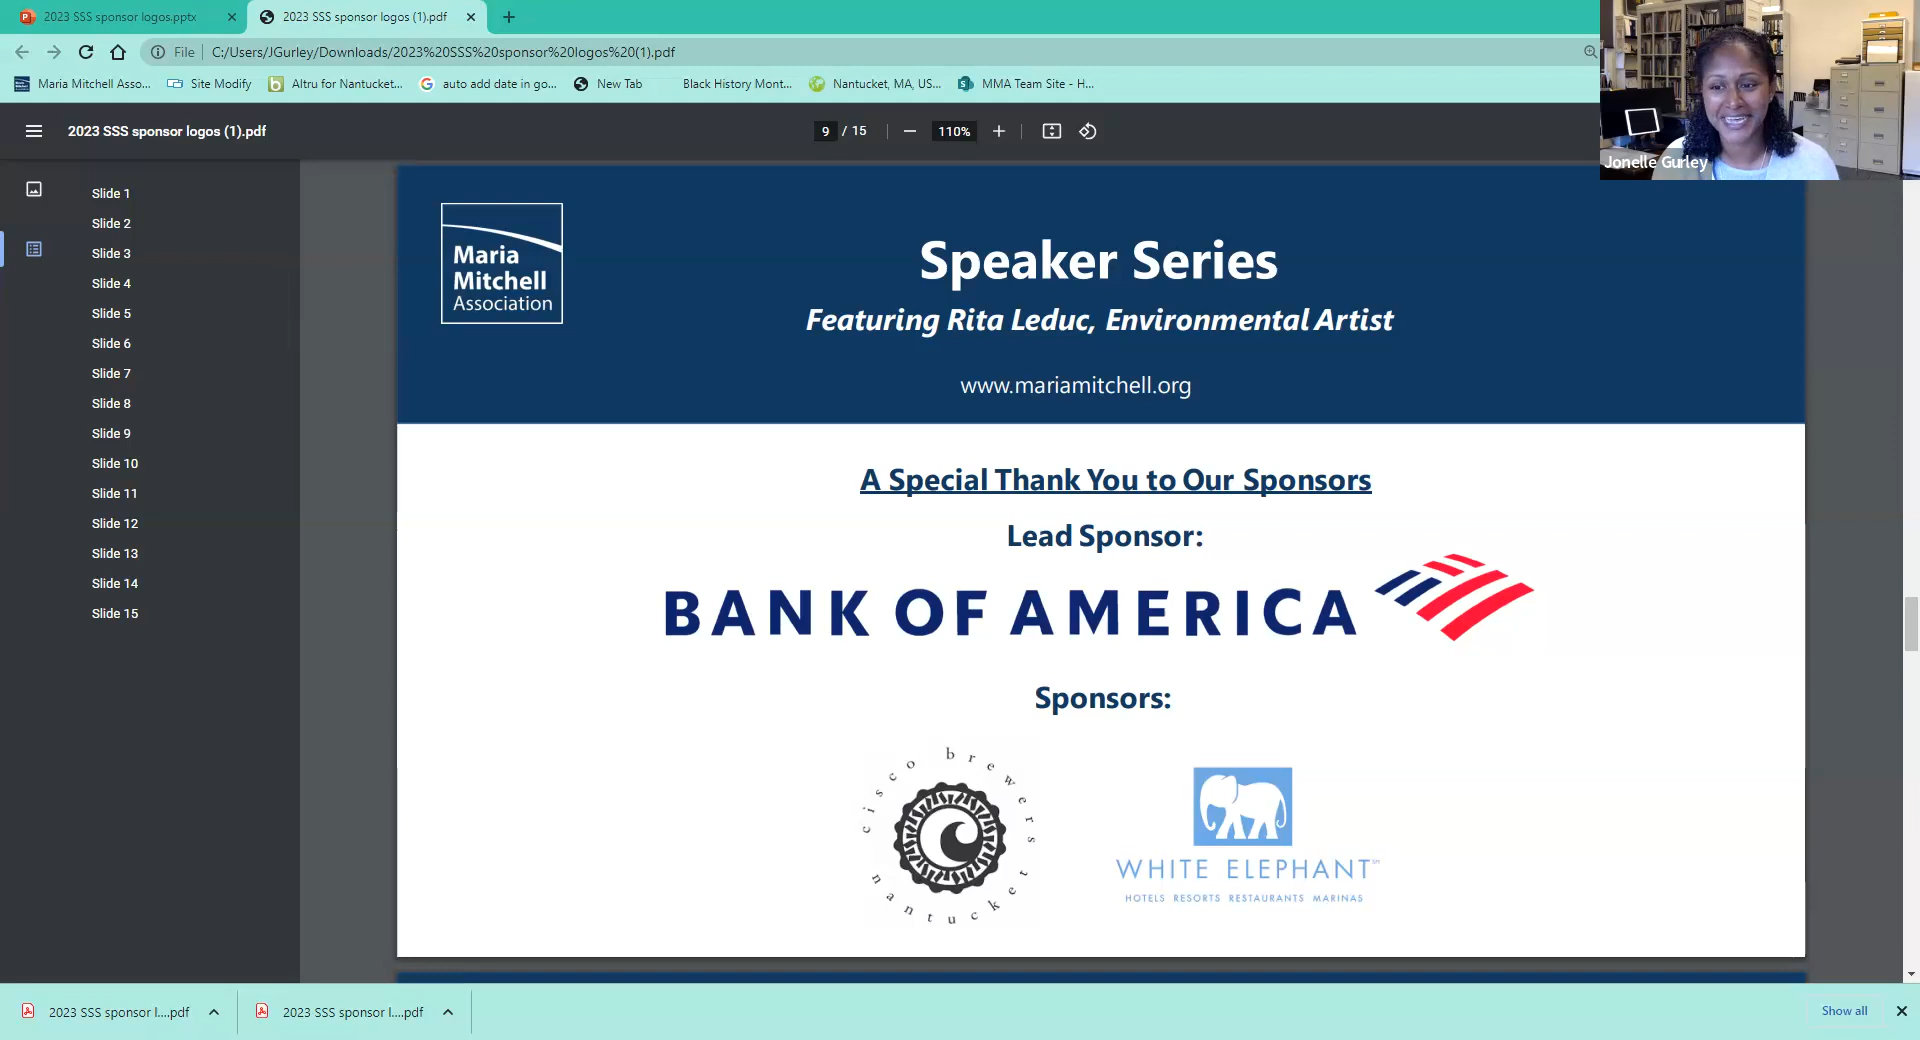 2023 SSS sponsor logos.pptx
2023 SSS sponsor logos (1).pdf
File
C:/Users/JGurley/Downloads/2023%20SSS%20sponsor%20logos%20(1).pdf
Maria Mitchell Asso...
Site Modify
Altru for Nantucket...
auto add date in go...
New Tab
Black History Mont...
Nantucket, MA, US...
MMA Team Site - H...
2023 SSS sponsor logos (1).pdf
9 / 15
110%
Jonelle Gurley
Slide 1
Slide 2
Slide 3
Slide 4
Slide 5
Slide 6
Slide 7
Slide 8
Slide 9
Slide 10
Slide 11
Slide 12
Slide 13
Slide 14
Slide 15
Maria
Mitchell
Association
Speaker Series
Featuring Rita Leduc, Environmental Artist
www.mariamitchell.org
A Special Thank You to Our Sponsors
Lead Sponsor:
BANK OF AMERICA
Sponsors:
cisco brewers
nantucket
WHITE ELEPHANT℠
HOTELS RESORTS RESTAURANTS MARINAS
2023 SSS sponsor l....pdf
2023 SSS sponsor l....pdf
Show all